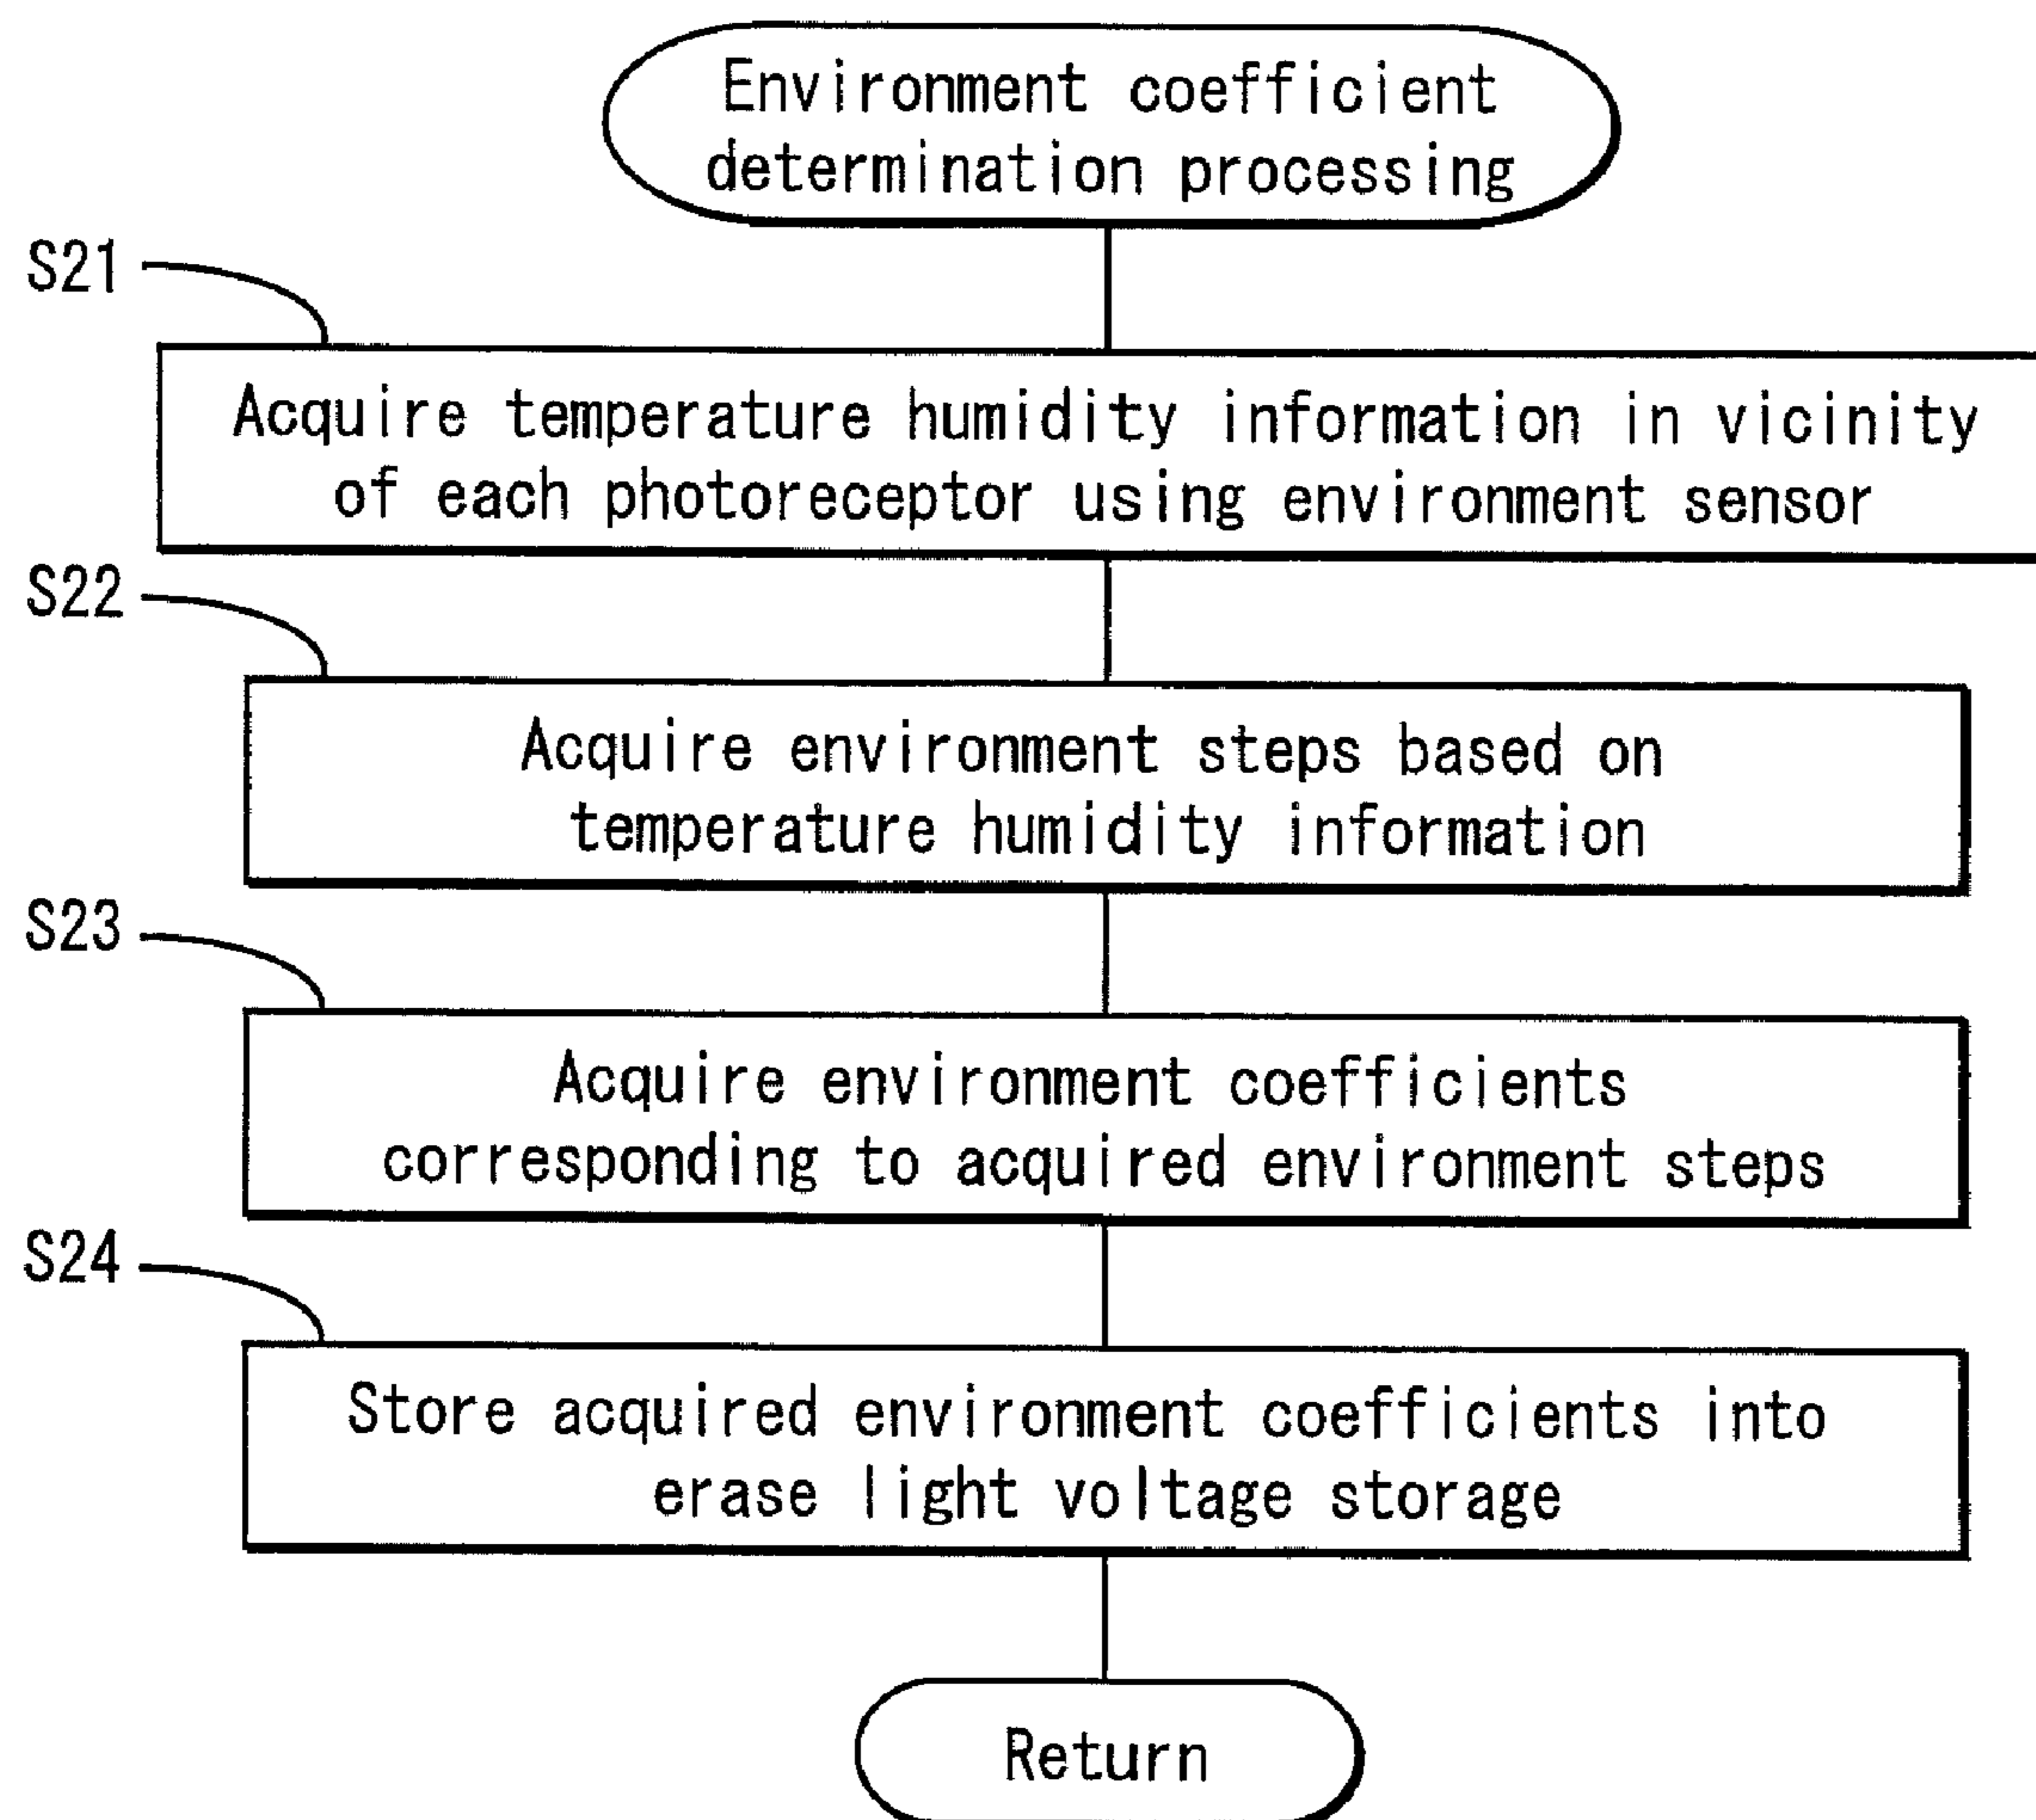 Environment coefficient
determination processing
S21
Acquire temperature humidity information in vicinity
of each photoreceptor using environment sensor
S22
Acquire environment steps based on
temperature humidity information
S23
Acquire environment coefficients
corresponding to acquired environment steps
S24
Store acquired environment coefficients into
erase light voltage storage
Return